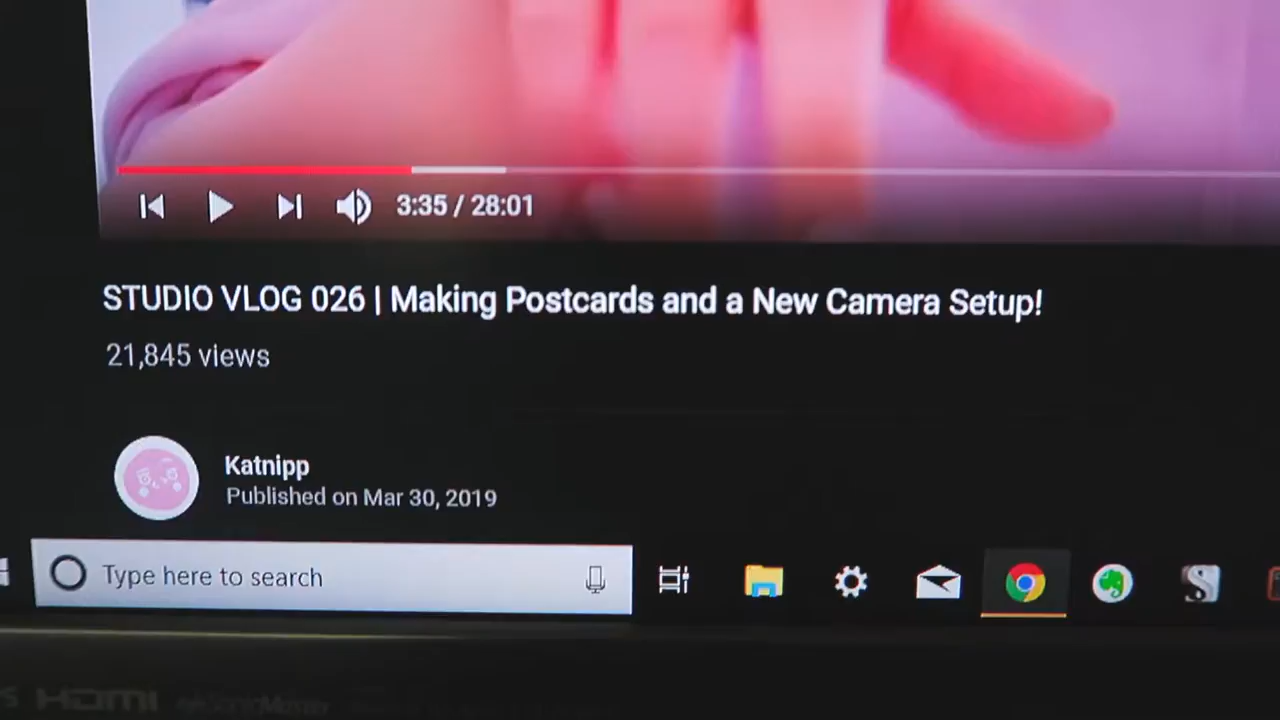 3:35 / 28:01
STUDIO VLOG 026 | Making Postcards and a New Camera Setup!
21,845 views
Katnipp
Published on Mar 30, 2019
Type here to search
HDMI